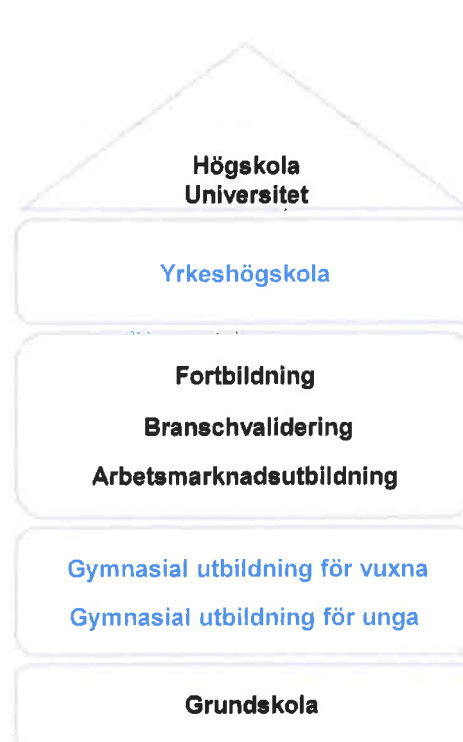 Högskola
Universitet
Yrkeshögskola
Fortbildning
Branschvalidering
Arbetsmarknadsutbildning
Gymnasial utbildning för vuxna
Gymnasial utbildning för unga
Grundskola